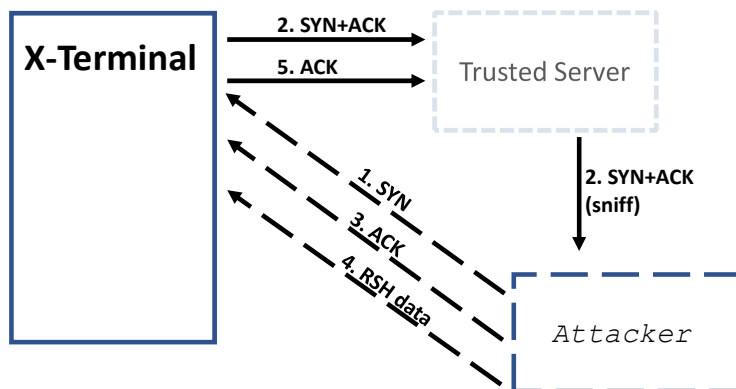 X-Terminal
2. SYN+ACK
5. ACK
Trusted Server
2. SYN+ACK
(sniff)
1. SYN
3. ACK
4. RSH data
Attacker